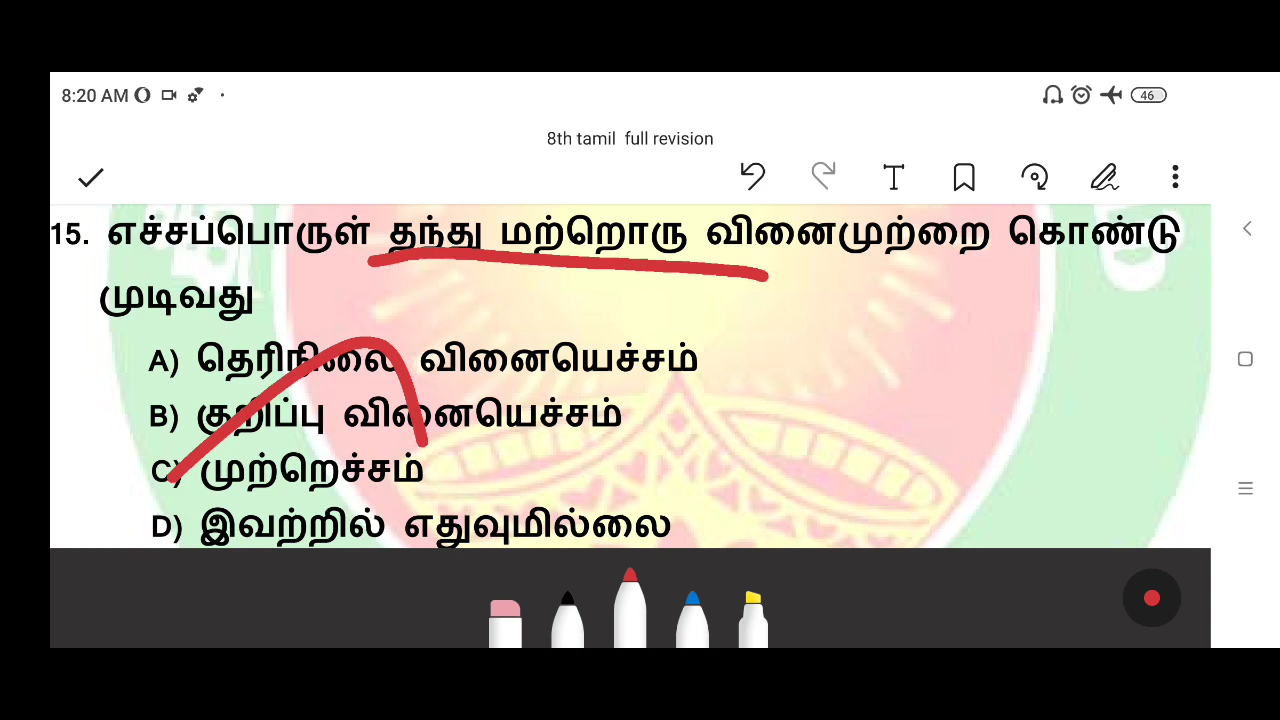 8:20 AM
46
8th tamil full revision
15. எச்சப்பொருள் தந்து மற்றொரு வினைமுற்றை கொண்டு
முடிவது
A) தெரிநிலை வினையெச்சம்
B) குறிப்பு வினையெச்சம்
C) முற்றெச்சம்
D) இவற்றில் எதுவுமில்லை